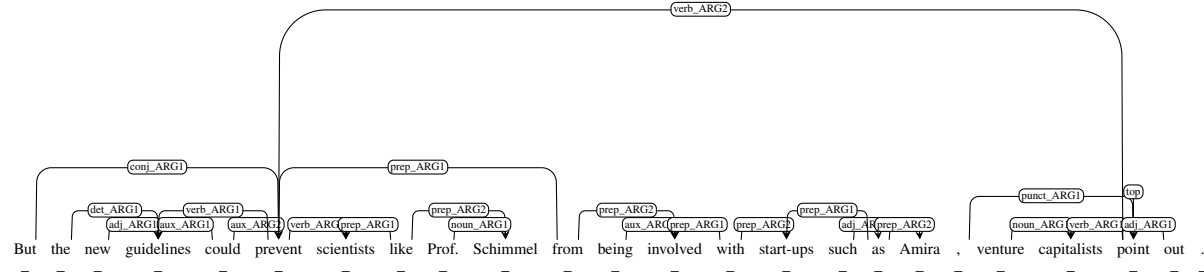 verb_ARG2
conj_ARG1 prep_ARG1
punct_ARG1 top
det_ARG1 verb_ARG1 prep_ARG2 prep_ARG2 prep_ARG1
adj_ARG1 aux_ARG1 aux_ARG2 verb_ARG prep_ARG1 noun_ARG1 aux_ARG prep_ARG1 prep_ARG2 adj_AR prep_ARG2 noun_ARG1 verb_ARG1 adj_ARG1
But the new guidelines could prevent scientists like Prof. Schimmel from being involved with start-ups such as Amira , venture capitalists point out .
_ _ _ _ _ _ _ _ _ _ _ _ _ _ _ _ _ _ _ _ _ _ _ _